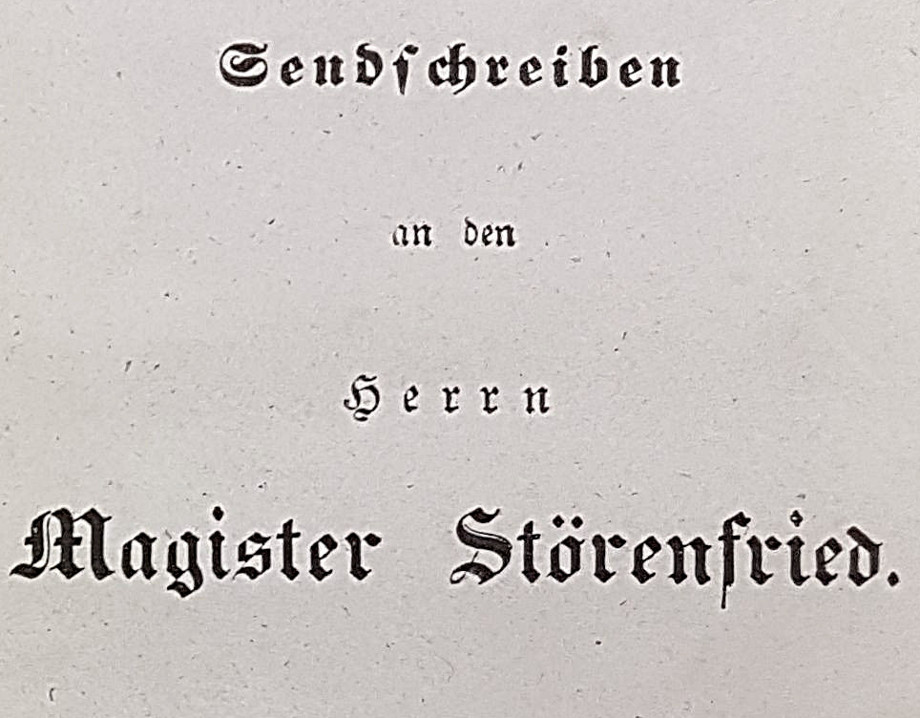 Sendſchreiben
an den
Herrn
Magister Störenfried.